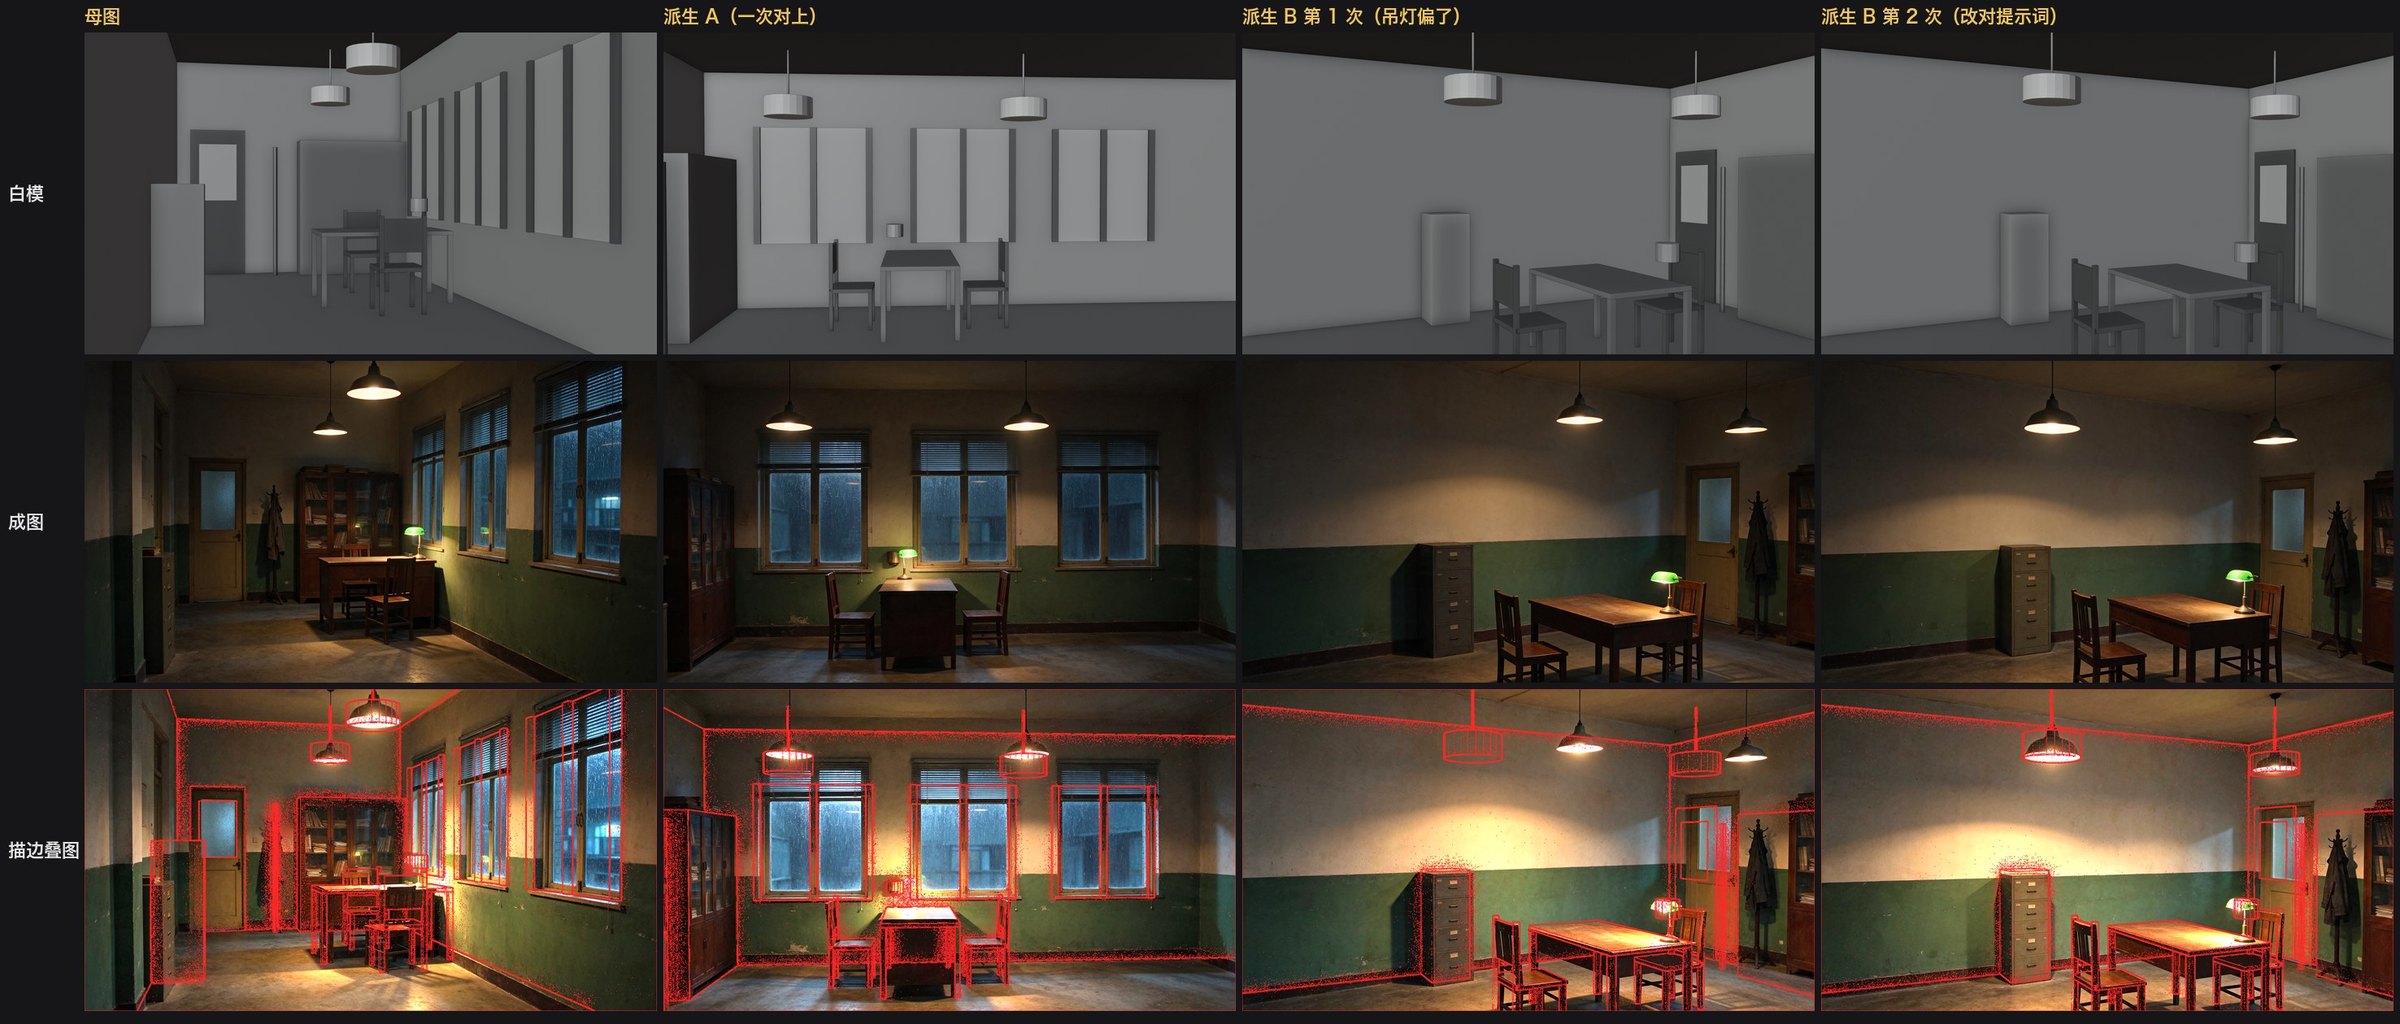 母图
派生 A（一次对上）
派生 B 第 1 次（吊灯偏了）
派生 B 第 2 次（改对提示词）
白模
成图
描边叠图